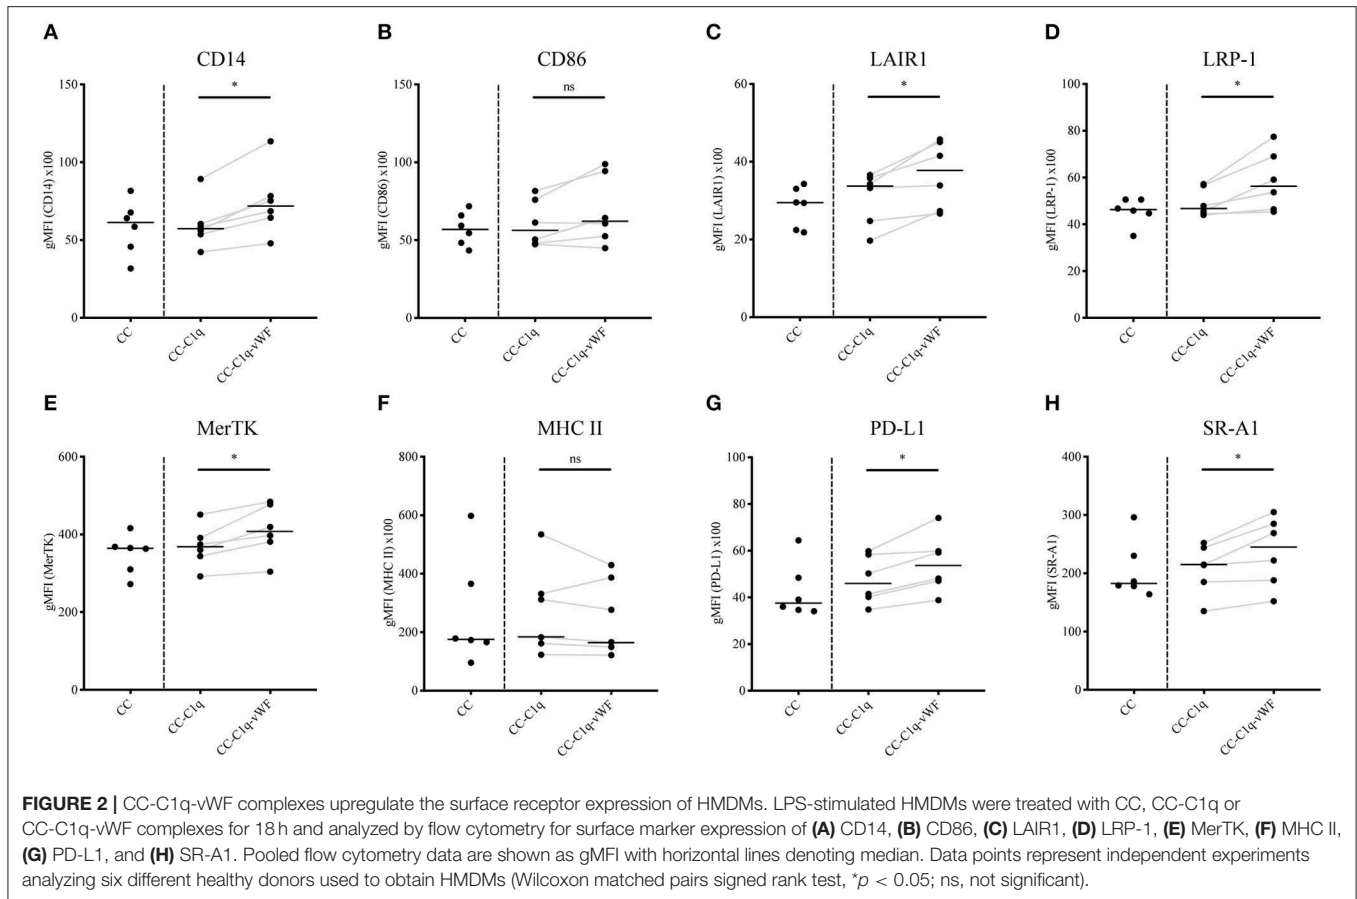 A
CD14
150
100
50
0
gMFI (CD14) x100
*
CC
CC-C1q
CC-C1q-vWF
B
CD86
150
100
50
0
gMFI (CD86) x100
ns
CC
CC-C1q
CC-C1q-vWF
C
LAIR1
60
40
20
0
gMFI (LAIR1) x100
*
CC
CC-C1q
CC-C1q-vWF
D
LRP-1
100
80
60
40
20
0
gMFI (LRP-1) x100
*
CC
CC-C1q
CC-C1q-vWF
E
MerTK
600
400
200
0
gMFI (MerTK)
*
CC
CC-C1q
CC-C1q-vWF
F
MHC II
800
600
400
200
0
gMFI (MHC II) x100
ns
CC
CC-C1q
CC-C1q-vWF
G
PD-L1
100
80
60
40
20
0
gMFI (PD-L1) x100
*
CC
CC-C1q
CC-C1q-vWF
H
SR-A1
400
300
200
100
0
gMFI (SR-A1)
*
CC
CC-C1q
CC-C1q-vWF
FIGURE 2 | CC-C1q-vWF complexes upregulate the surface receptor expression of HMDMs. LPS-stimulated HMDMs were treated with CC, CC-C1q or
CC-C1q-vWF complexes for 18 h and analyzed by flow cytometry for surface marker expression of (A) CD14, (B) CD86, (C) LAIR1, (D) LRP-1, (E) MerTK, (F) MHC II,
(G) PD-L1, and (H) SR-A1. Pooled flow cytometry data are shown as gMFI with horizontal lines denoting median. Data points represent independent experiments
analyzing six different healthy donors used to obtain HMDMs (Wilcoxon matched pairs signed rank test, *p < 0.05; ns, not significant).